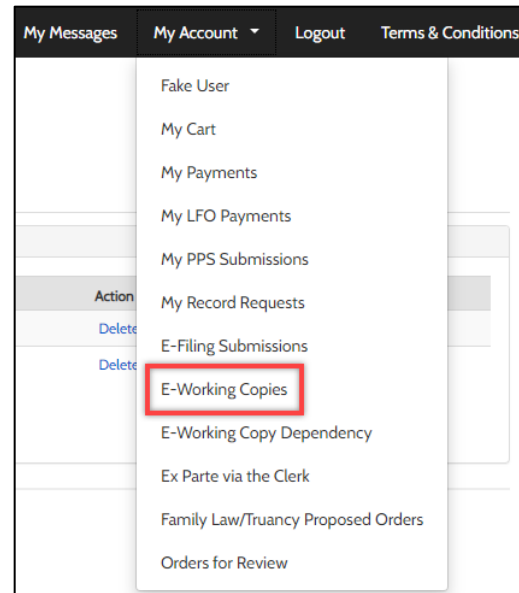 My Messages My Account Logout Terms & Conditions
Fake User
My Cart
My Payments
My LFO Payments
My PPS Submissions
Action
My Record Requests
Delete
E-Filing Submissions
Delete
E-Working Copies
E-Working Copy Dependency
Ex Parte via the Clerk
Family Law/Truancy Proposed Orders
Orders for Review